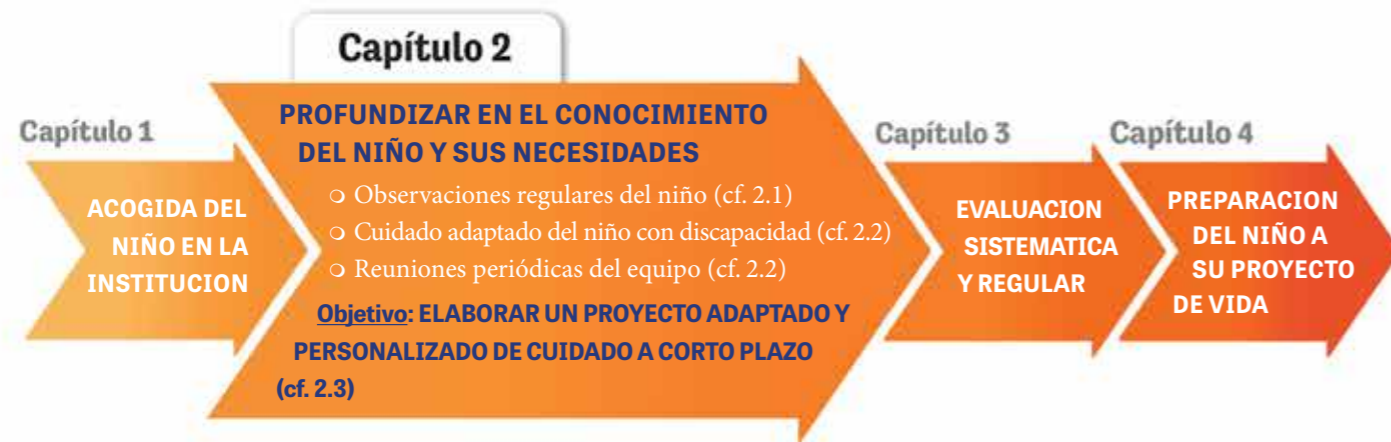 Capítulo 1
ACOGIDA DEL
NIÑO EN LA
INSTITUCION
Capítulo 2
PROFUNDIZAR EN EL CONOCIMIENTO
DEL NIÑO Y SUS NECESIDADES
○ Observaciones regulares del niño (cf. 2.1)
○ Cuidado adaptado del niño con discapacidad (cf. 2.2)
○ Reuniones periódicas del equipo (cf. 2.2)
Objetivo: ELABORAR UN PROYECTO ADAPTADO Y
PERSONALIZADO DE CUIDADO A CORTO PLAZO
(cf. 2.3)
Capítulo 3
EVALUACION
SISTEMATICA
Y REGULAR
Capítulo 4
PREPARACION
DEL NIÑO A
SU PROYECTO
DE VIDA